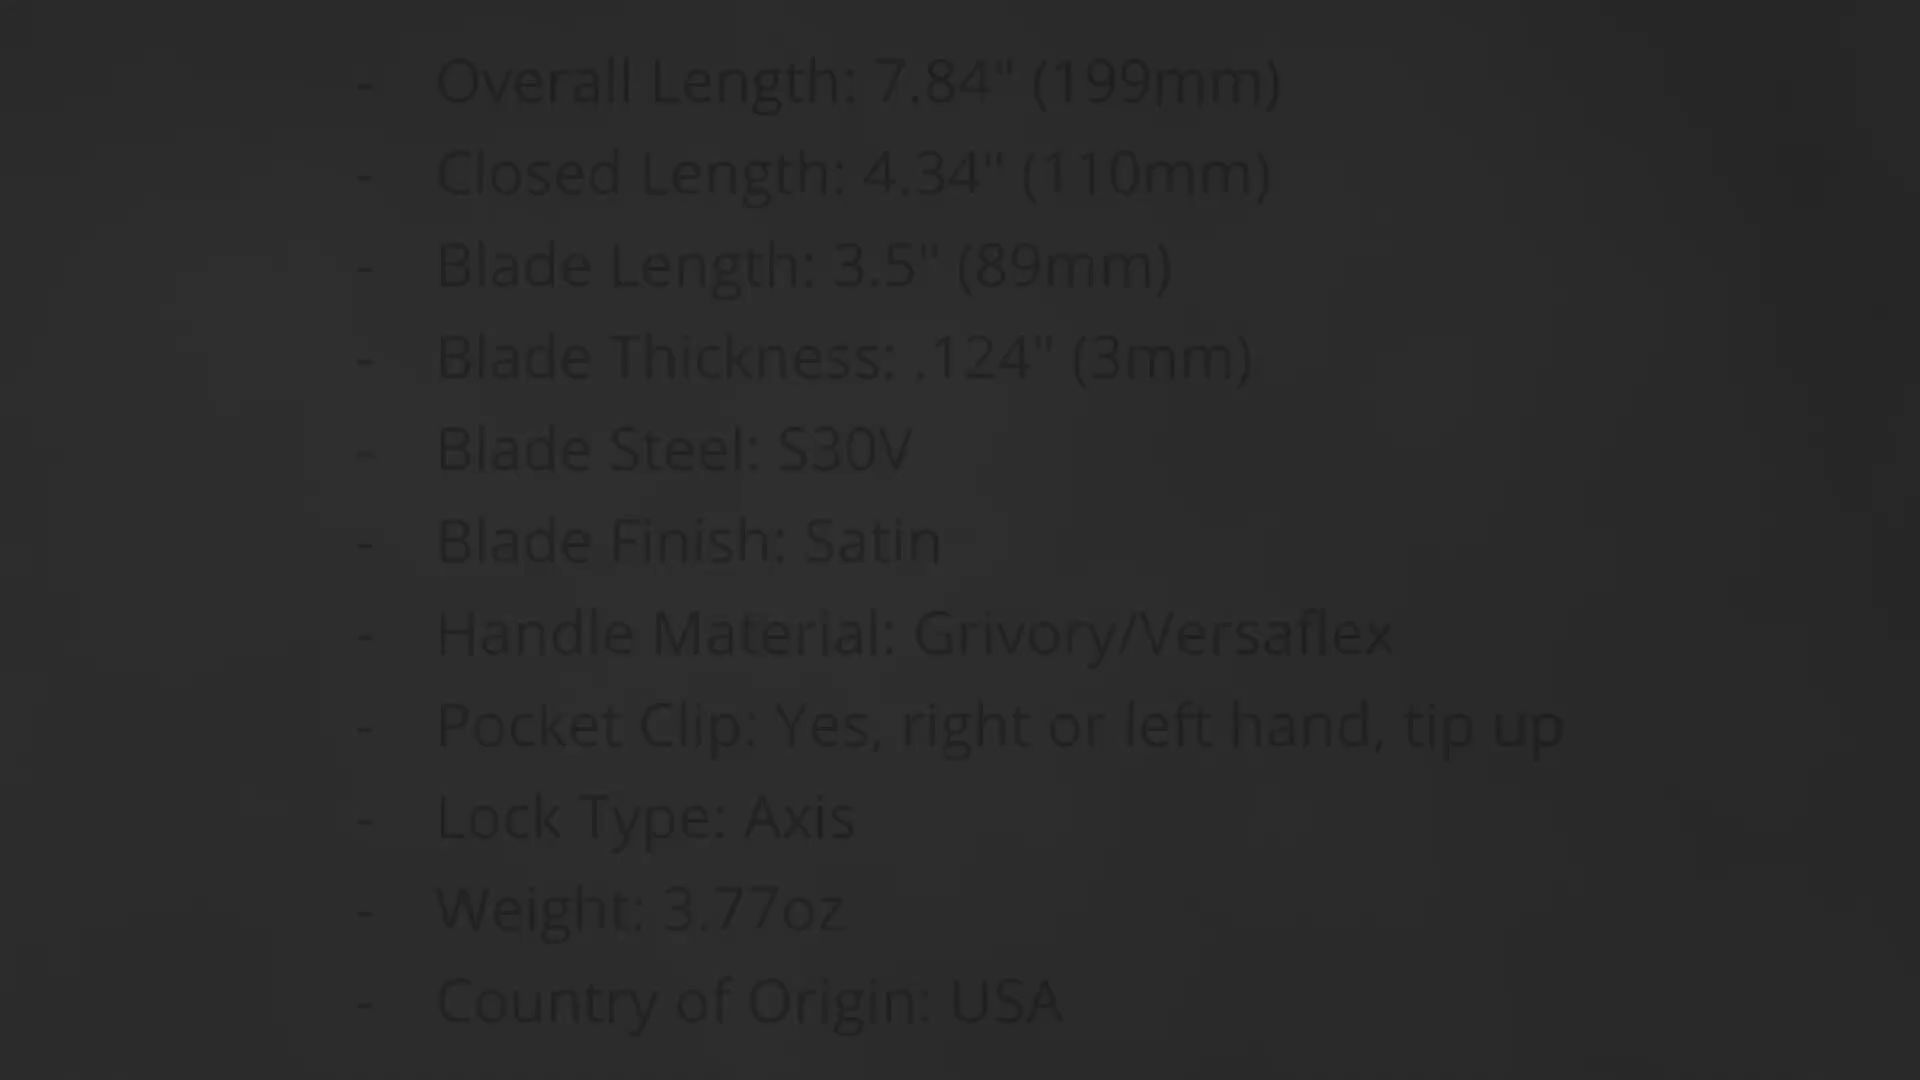 - Overall Length: 7.84" (199mm)
- Closed Length: 4.34" (110mm)
- Blade Length: 3.5" (89mm)
- Blade Thickness: .124" (3mm)
- Blade Steel: S30V
- Blade Finish: Satin
- Handle Material: Grivory/Versaflex
- Pocket Clip: Yes, right or left hand, tip up
- Lock Type: Axis
- Weight: 3.77oz
- Country of Origin: USA